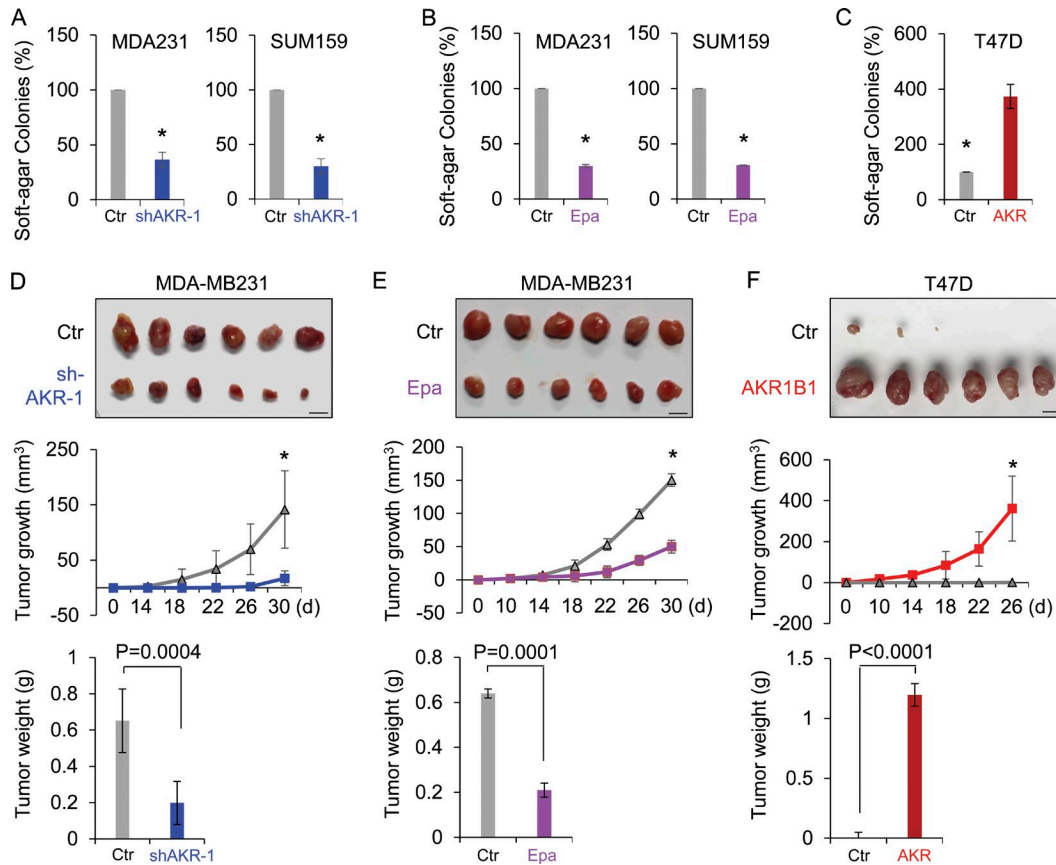 A
B
C
Soft-agar Colonies (%)
150
100
50
0
MDA231
*
Ctr
shAKR-1
150
100
50
0
SUM159
*
Ctr
shAKR-1
Soft-agar Colonies (%)
150
100
50
0
MDA231
*
Ctr
Epa
150
100
50
0
SUM159
*
Ctr
Epa
Soft-agar Colonies (%)
600
400
200
0
T47D
*
Ctr
AKR
D
MDA-MB231
Ctr
sh-
AKR-1
Tumor growth (mm³)
250
150
50
-50
*
0 14 18 22 26 30 (d)
Tumor weight (g)
1
0.8
0.6
0.4
0.2
0
P=0.0004
Ctr
shAKR-1
E
MDA-MB231
Ctr
Epa
Tumor growth (mm³)
200
150
100
50
0
-50
*
0 10 14 18 22 26 30 (d)
Tumor weight (g)
0.8
0.6
0.4
0.2
0
P=0.0001
Ctr
Epa
F
T47D
Ctr
AKR1B1
Tumor growth (mm³)
600
400
200
0
-200
*
0 10 14 18 22 26 (d)
Tumor weight (g)
1.5
1
0.5
0
P<0.0001
Ctr
AKR